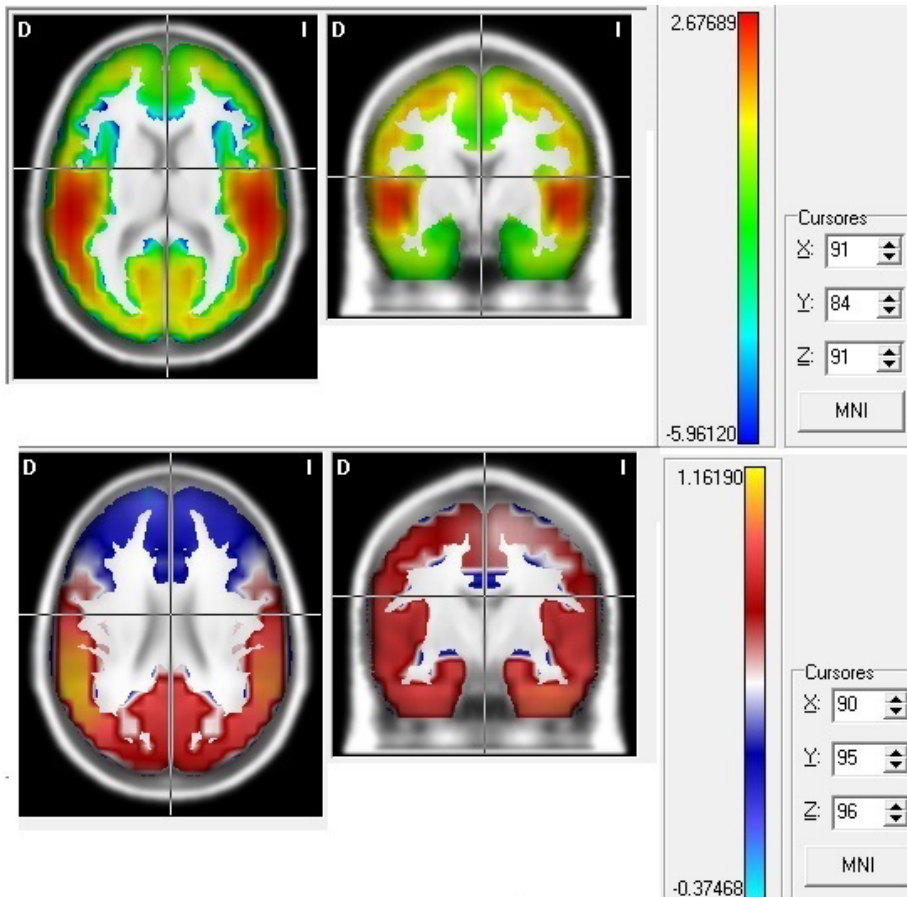 D I D I 2.67689
Cursores
X: 91
Y: 84
Z: 91
MNI
-5.96120
D I D I 1.16190
Cursores
X: 90
Y: 95
Z: 96
MNI
-0.37468